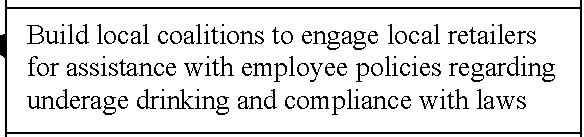 Build local coalitions to engage local retailers
for assistance with employee policies regarding
underage drinking and compliance with laws